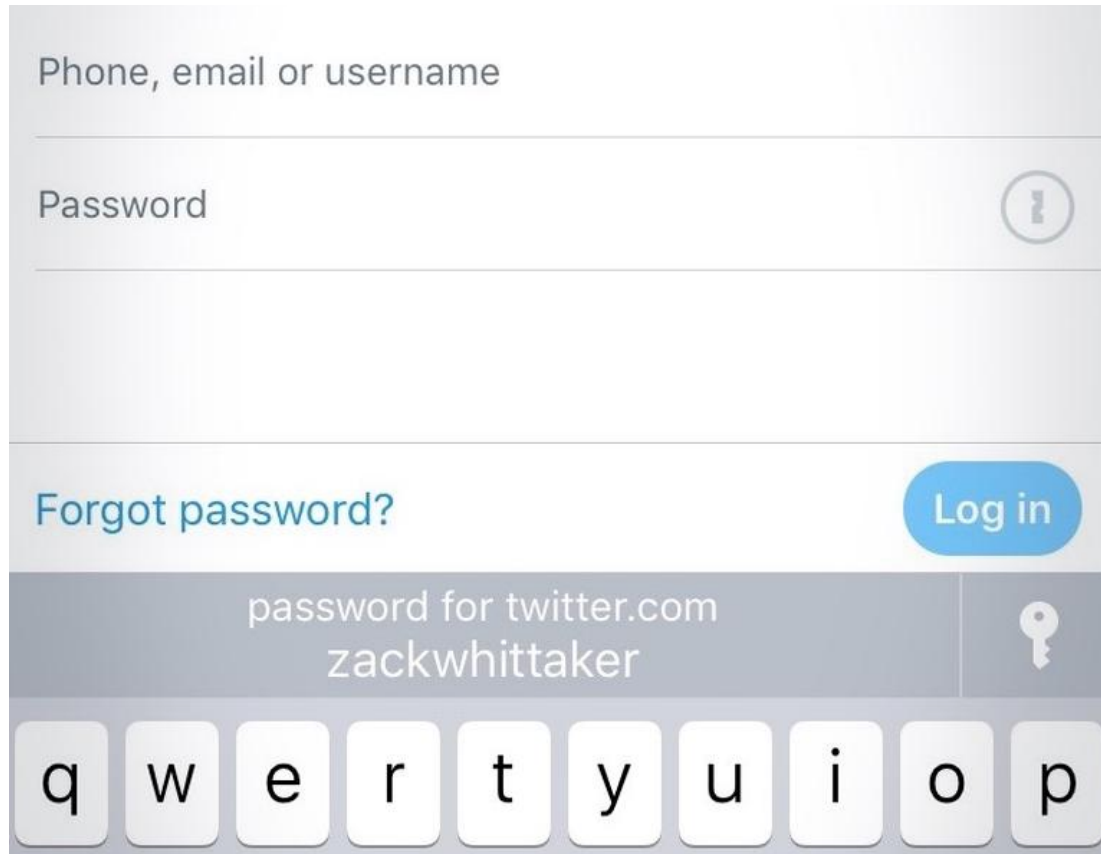 Phone, email or username
Password
Forgot password?
Log in
password for twitter.com
zackwhittaker
q w e r t y u i o p